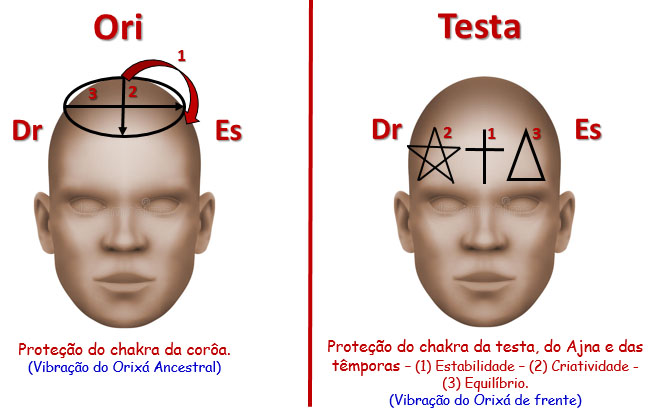 Ori
1
3
2
Dr
Es
Proteção do chakra da corôa.
(Vibração do Orixá Ancestral)
Testa
Dr
Es
2
1
3
Proteção do chakra da testa, do Ajna e das
têmporas – (1) Estabilidade – (2) Criatividade -
(3) Equilíbrio.
(Vibração do Orixá de frente)